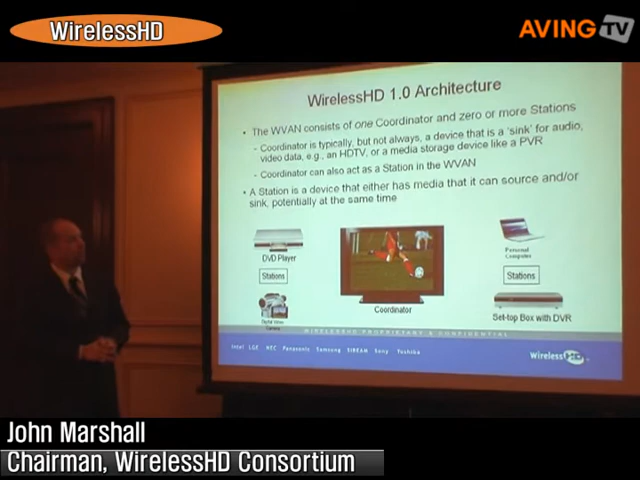 WirelessHD
AVING TV
WirelessHD 1.0 Architecture
• The WVAN consists of one Coordinator and zero or more Stations
- Coordinator is typically, but not always, a device that is a 'sink' for audio,
video data, e.g., an HDTV, or a media storage device like a PVR
- Coordinator can also act as a Station in the WVAN
• A Station is a device that either has media that it can source and/or
sink, potentially at the same time
DVD Player
Stations
Digital Video
Camera
Coordinator
Personal
Computer
Stations
Set-top Box with DVR
WIRELESSHD PROPRIETARY & CONFIDENTIAL
Intel LGE NEC Panasonic Samsung SiBEAM Sony Toshiba
WirelessHD
John Marshall
Chairman, WirelessHD Consortium